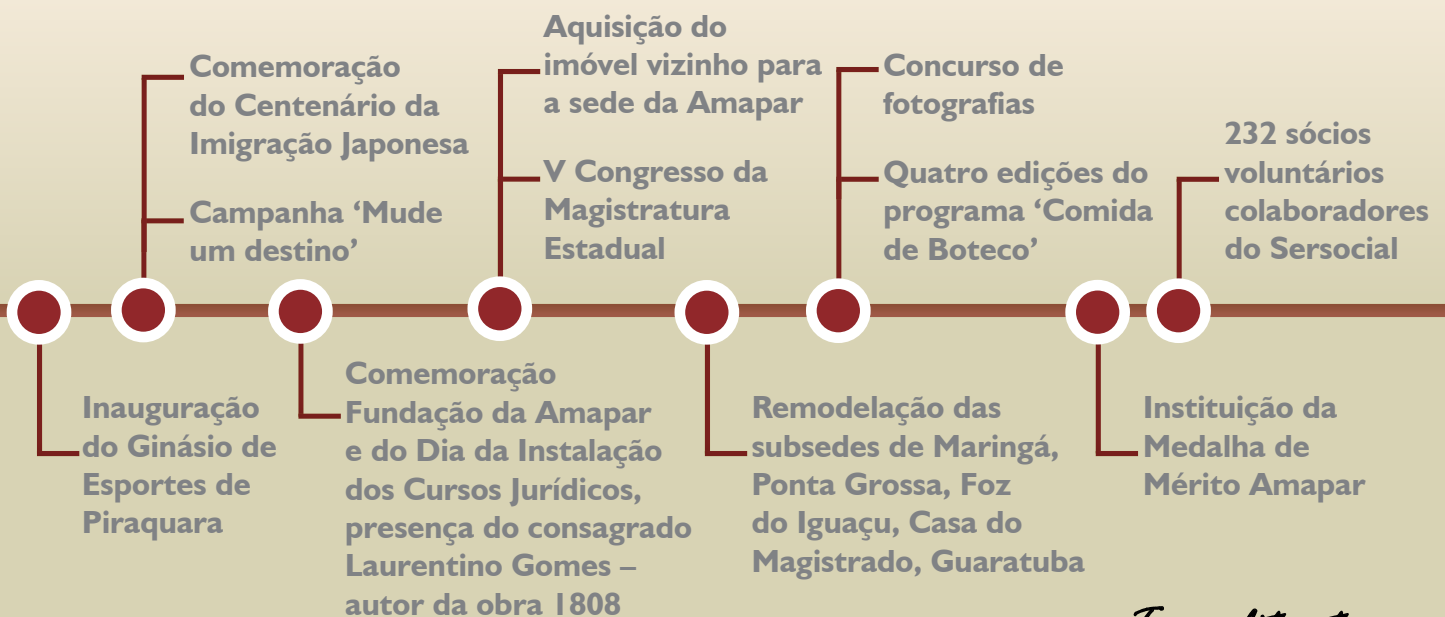 Comemoração
do Centenário da
Imigração Japonesa
Campanha ‘Mude
um destino’
Aquisição do
imóvel vizinho para
a sede da Amapar
V Congresso da
Magistratura
Estadual
Concurso de
fotografias
Quatro edições do
programa ‘Comida
de Boteco’
232 sócios
voluntários
colaboradores
do Sersocial
Inauguração
do Ginásio de
Esportes de
Piraquara
Comemoração
Fundação da Amapar
e do Dia da Instalação
dos Cursos Jurídicos,
presença do consagrado
Laurentino Gomes –
autor da obra 1808
Remodelação das
subsedes de Maringá,
Ponta Grossa, Foz
do Iguaçu, Casa do
Magistrado, Guaratuba
Instituição da
Medalha de
Mérito Amapar